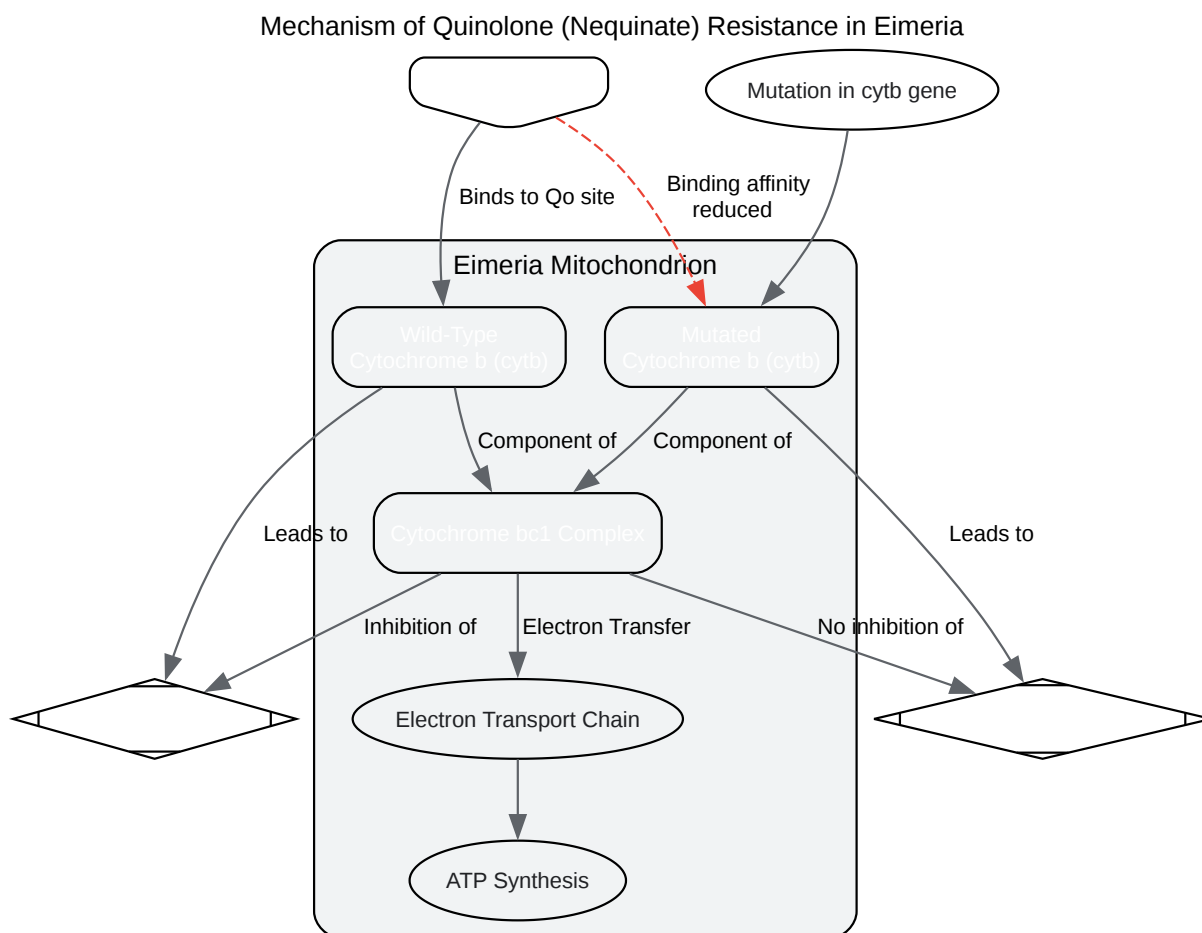 Mechanism of Quinolone (Nequinate) Resistance in Eimeria
Mutation in cytb gene
Binds to Qo site
Binding affinity
reduced
Eimeria Mitochondrion
Wild-Type
Cytochrome b (cytb)
Mutated
Cytochrome b (cytb)
Component of
Component of
Leads to
Cytochrome bc1 Complex
Leads to
Inhibition of
Electron Transfer
No inhibition of
Electron Transport Chain
ATP Synthesis